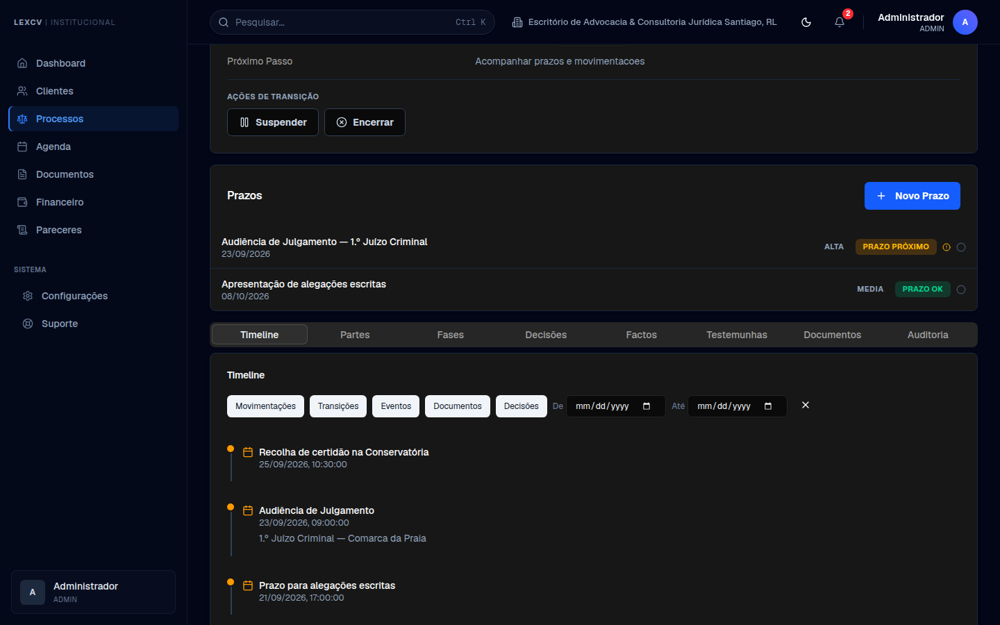 LEXCV | INSTITUCIONAL
Dashboard
Clientes
Processos
Agenda
Documentos
Financeiro
Pareceres
SISTEMA
Configurações
Suporte
A
Administrador
ADMIN
Pesquisar...
Ctrl K
Escritório de Advocacia & Consultoria Jurídica Santiago, RL
2
Administrador
ADMIN
A
Próximo Passo
Acompanhar prazos e movimentacoes
AÇÕES DE TRANSIÇÃO
Suspender
Encerrar
Prazos
Novo Prazo
Audiência de Julgamento — 1.º Juízo Criminal
23/09/2026
ALTA
PRAZO PRÓXIMO
Apresentação de alegações escritas
08/10/2026
MEDIA
PRAZO OK
Timeline
Partes
Fases
Decisões
Factos
Testemunhas
Documentos
Auditoria
Timeline
Movimentações
Transições
Eventos
Documentos
Decisões
De
mm/dd/yyyy
Até
mm/dd/yyyy
Recolha de certidão na Conservatória
25/09/2026, 10:30:00
Audiência de Julgamento
23/09/2026, 09:00:00
1.º Juízo Criminal — Comarca da Praia
Prazo para alegações escritas
21/09/2026, 17:00:00